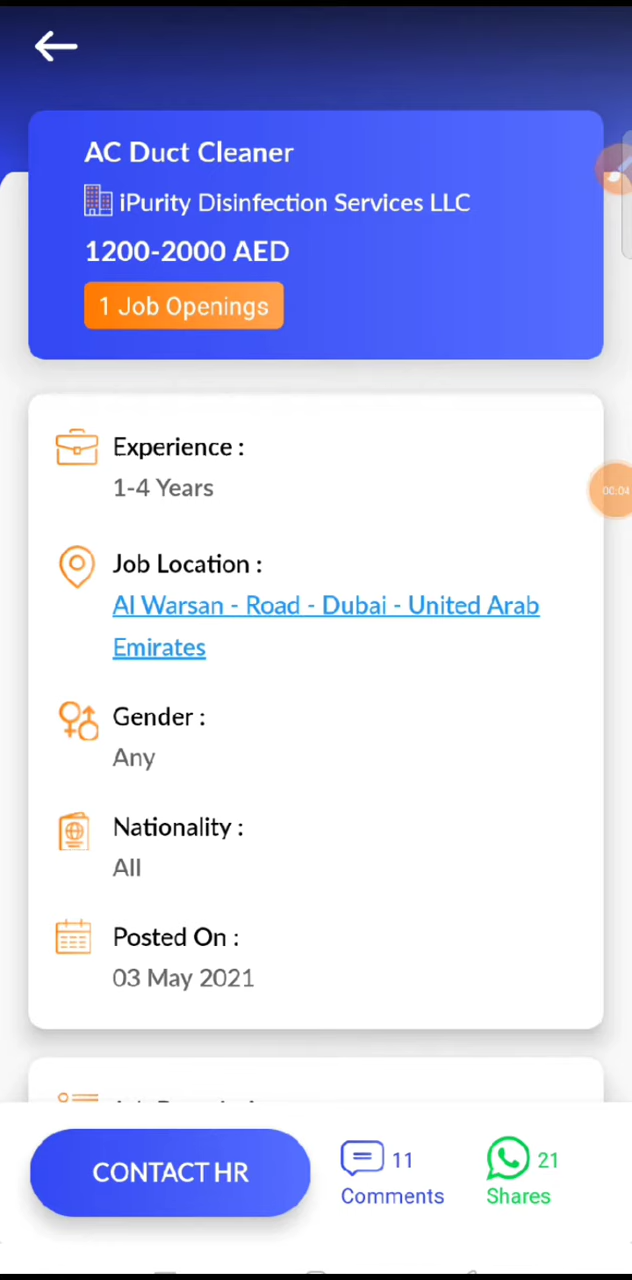 AC Duct Cleaner
iPurity Disinfection Services LLC
1200-2000 AED
1 Job Openings
Experience :
1-4 Years
00:04
Job Location :
Al Warsan - Road - Dubai - United Arab
Emirates
Gender :
Any
Nationality :
All
Posted On :
03 May 2021
CONTACT HR
11
Comments
21
Shares